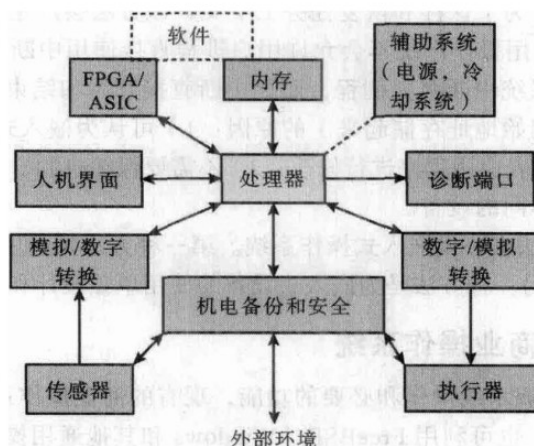 软件
FPGA/
ASIC
内存
辅助系统
（电源，冷
却系统）
人机界面
处理器
诊断端口
模拟/数字
转换
数字/模拟
转换
机电备份和安全
传感器
执行器
外部环境